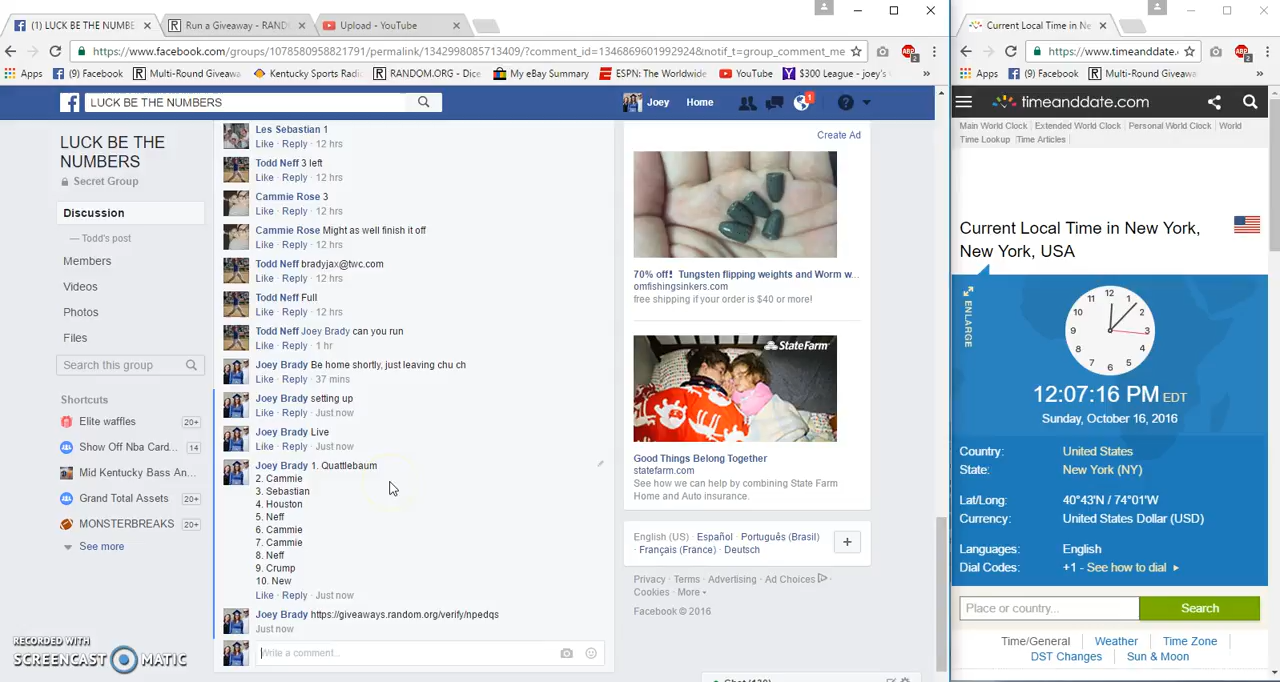 (1) LUCK BE THE NUMBE
Run a Giveaway - RAND
Upload - YouTube
https://www.facebook.com/groups/1078580958821791/permalink/1342998085713409/?comment_id=1346869601992924&notif_t=group_comment_me
Apps
(9) Facebook
Multi-Round Giveawa
Kentucky Sports
RANDOM.ORG - Dice
My eBay Summary
ESPN: The Worldwide
YouTube
$300 League - joey's
»
LUCK BE THE NUMBERS
Joey
Home
1
LUCK BE THE
NUMBERS
Secret Group
Discussion
— Todd's post
Members
Videos
Photos
Files
Search this group
Shortcuts
Elite waffles 20+
Show Off Nba Card... 14
Mid Kentucky Bass An...
Grand Total Assets 20+
MONSTERBREAKS 20+
See more
RECORDED WITH
SCREENCAST MATIC
Les Sebastian 1
Like · Reply · 12 hrs
Todd Neff 3 left
Like · Reply · 12 hrs
Cammie Rose 3
Like · Reply · 12 hrs
Cammie Rose Might as well finish it off
Like · Reply · 12 hrs
Todd Neff bradyjax@twc.com
Like · Reply · 12 hrs
Todd Neff Full
Like · Reply · 12 hrs
Todd Neff Joey Brady can you run
Like · Reply · 1 hr
Joey Brady Be home shortly, just leaving chu ch
Like · Reply · 37 mins
Joey Brady setting up
Like · Reply · Just now
Joey Brady Live
Like · Reply · Just now
Joey Brady 1. Quattlebaum
2. Cammie
3. Sebastian
4. Houston
5. Neff
6. Cammie
7. Cammie
8. Neff
9. Crump
10. New
Like · Reply · Just now
Joey Brady https://giveaways.random.org/verify/npedqs
Just now
Write a comment...
Create Ad
70% off! Tungsten flipping weights and Worm w...
omfishingsinkers.com
free shipping if your order is $40 or more!
StateFarm
Good Things Belong Together
statefarm.com
See how we can help by combining State Farm
Home and Auto insurance.
English (US) · Español · Português (Brasil)
· Français (France) · Deutsch
+
Privacy · Terms · Advertising · Ad Choices ·
Cookies · More
Facebook © 2016
Current Local Time in Ne
https://www.timeanddate.
Apps
(9) Facebook
Multi-Round Giveawa
»
timeanddate.com
Main World Clock | Extended World Clock | Personal World Clock | World
Time Lookup | Time Articles |
Current Local Time in New York,
New York, USA
ENLARGE
12
1
2
3
4
5
6
7
8
9
10
11
12:07:16 PM EDT
Sunday, October 16, 2016
Country: United States
State: New York (NY)
Lat/Long: 40°43'N / 74°01'W
Currency: United States Dollar (USD)
Languages: English
Dial Codes: +1 - See how to dial
Place or country...
Search
Time/General | Weather | Time Zone |
DST Changes | Sun & Moon